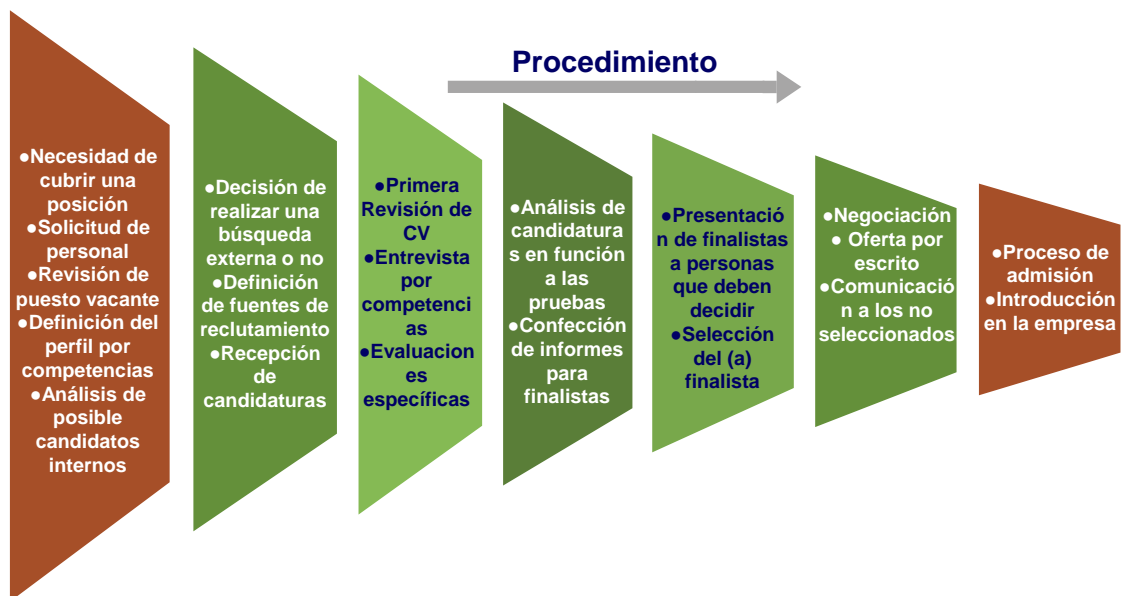 Procedimiento
●Necesidad de
cubrir una
posición
●Solicitud de
personal
●Revisión de
puesto vacante
●Definición del
perfil por
competencias
●Análisis de
posible
candidatos
internos
●Decisión de
realizar una
búsqueda
externa o no
●Definición
de fuentes de
reclutamiento
●Recepción
de
candidaturas
●Primera
Revisión de
CV
●Entrevista
por
competenci
as
●Evaluacion
es
específicas
●Análisis de
candidatura
s en función
a las
pruebas
●Confección
de informes
para
finalistas
●Presentació
n de finalistas
a personas
que deben
decidir
●Selección
del (a)
finalista
●Negociación
● Oferta por
escrito
●Comunicació
n a los no
seleccionados
●Proceso de
admisión
●Introducción
en la empresa